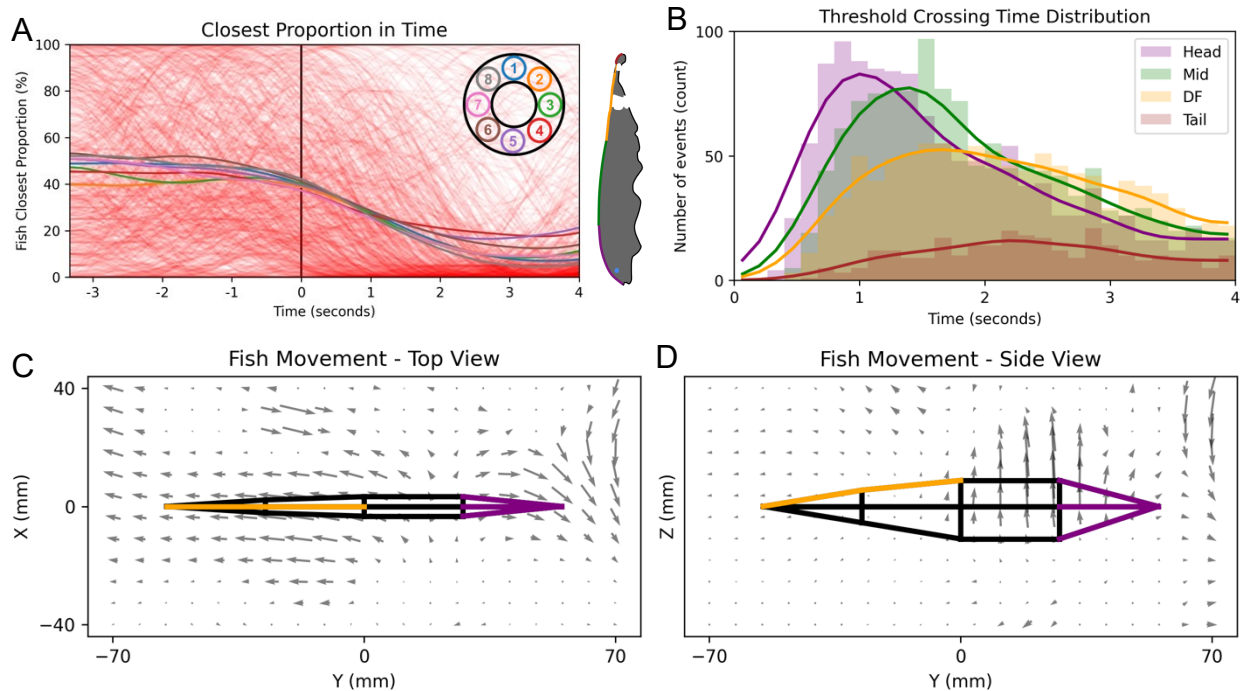 A
Closest Proportion in Time
Fish Closest Proportion (%)
100
80
60
40
20
0
-3
-2
-1
0
1
2
3
4
Time (seconds)
1
2
3
4
5
6
7
8
B
Threshold Crossing Time Distribution
Number of events (count)
100
50
0
0
1
2
3
4
Time (seconds)
Head
Mid
DF
Tail
C
Fish Movement - Top View
X (mm)
40
0
−40
−70
0
70
Y (mm)
D
Fish Movement - Side View
Z (mm)
−70
0
70
Y (mm)